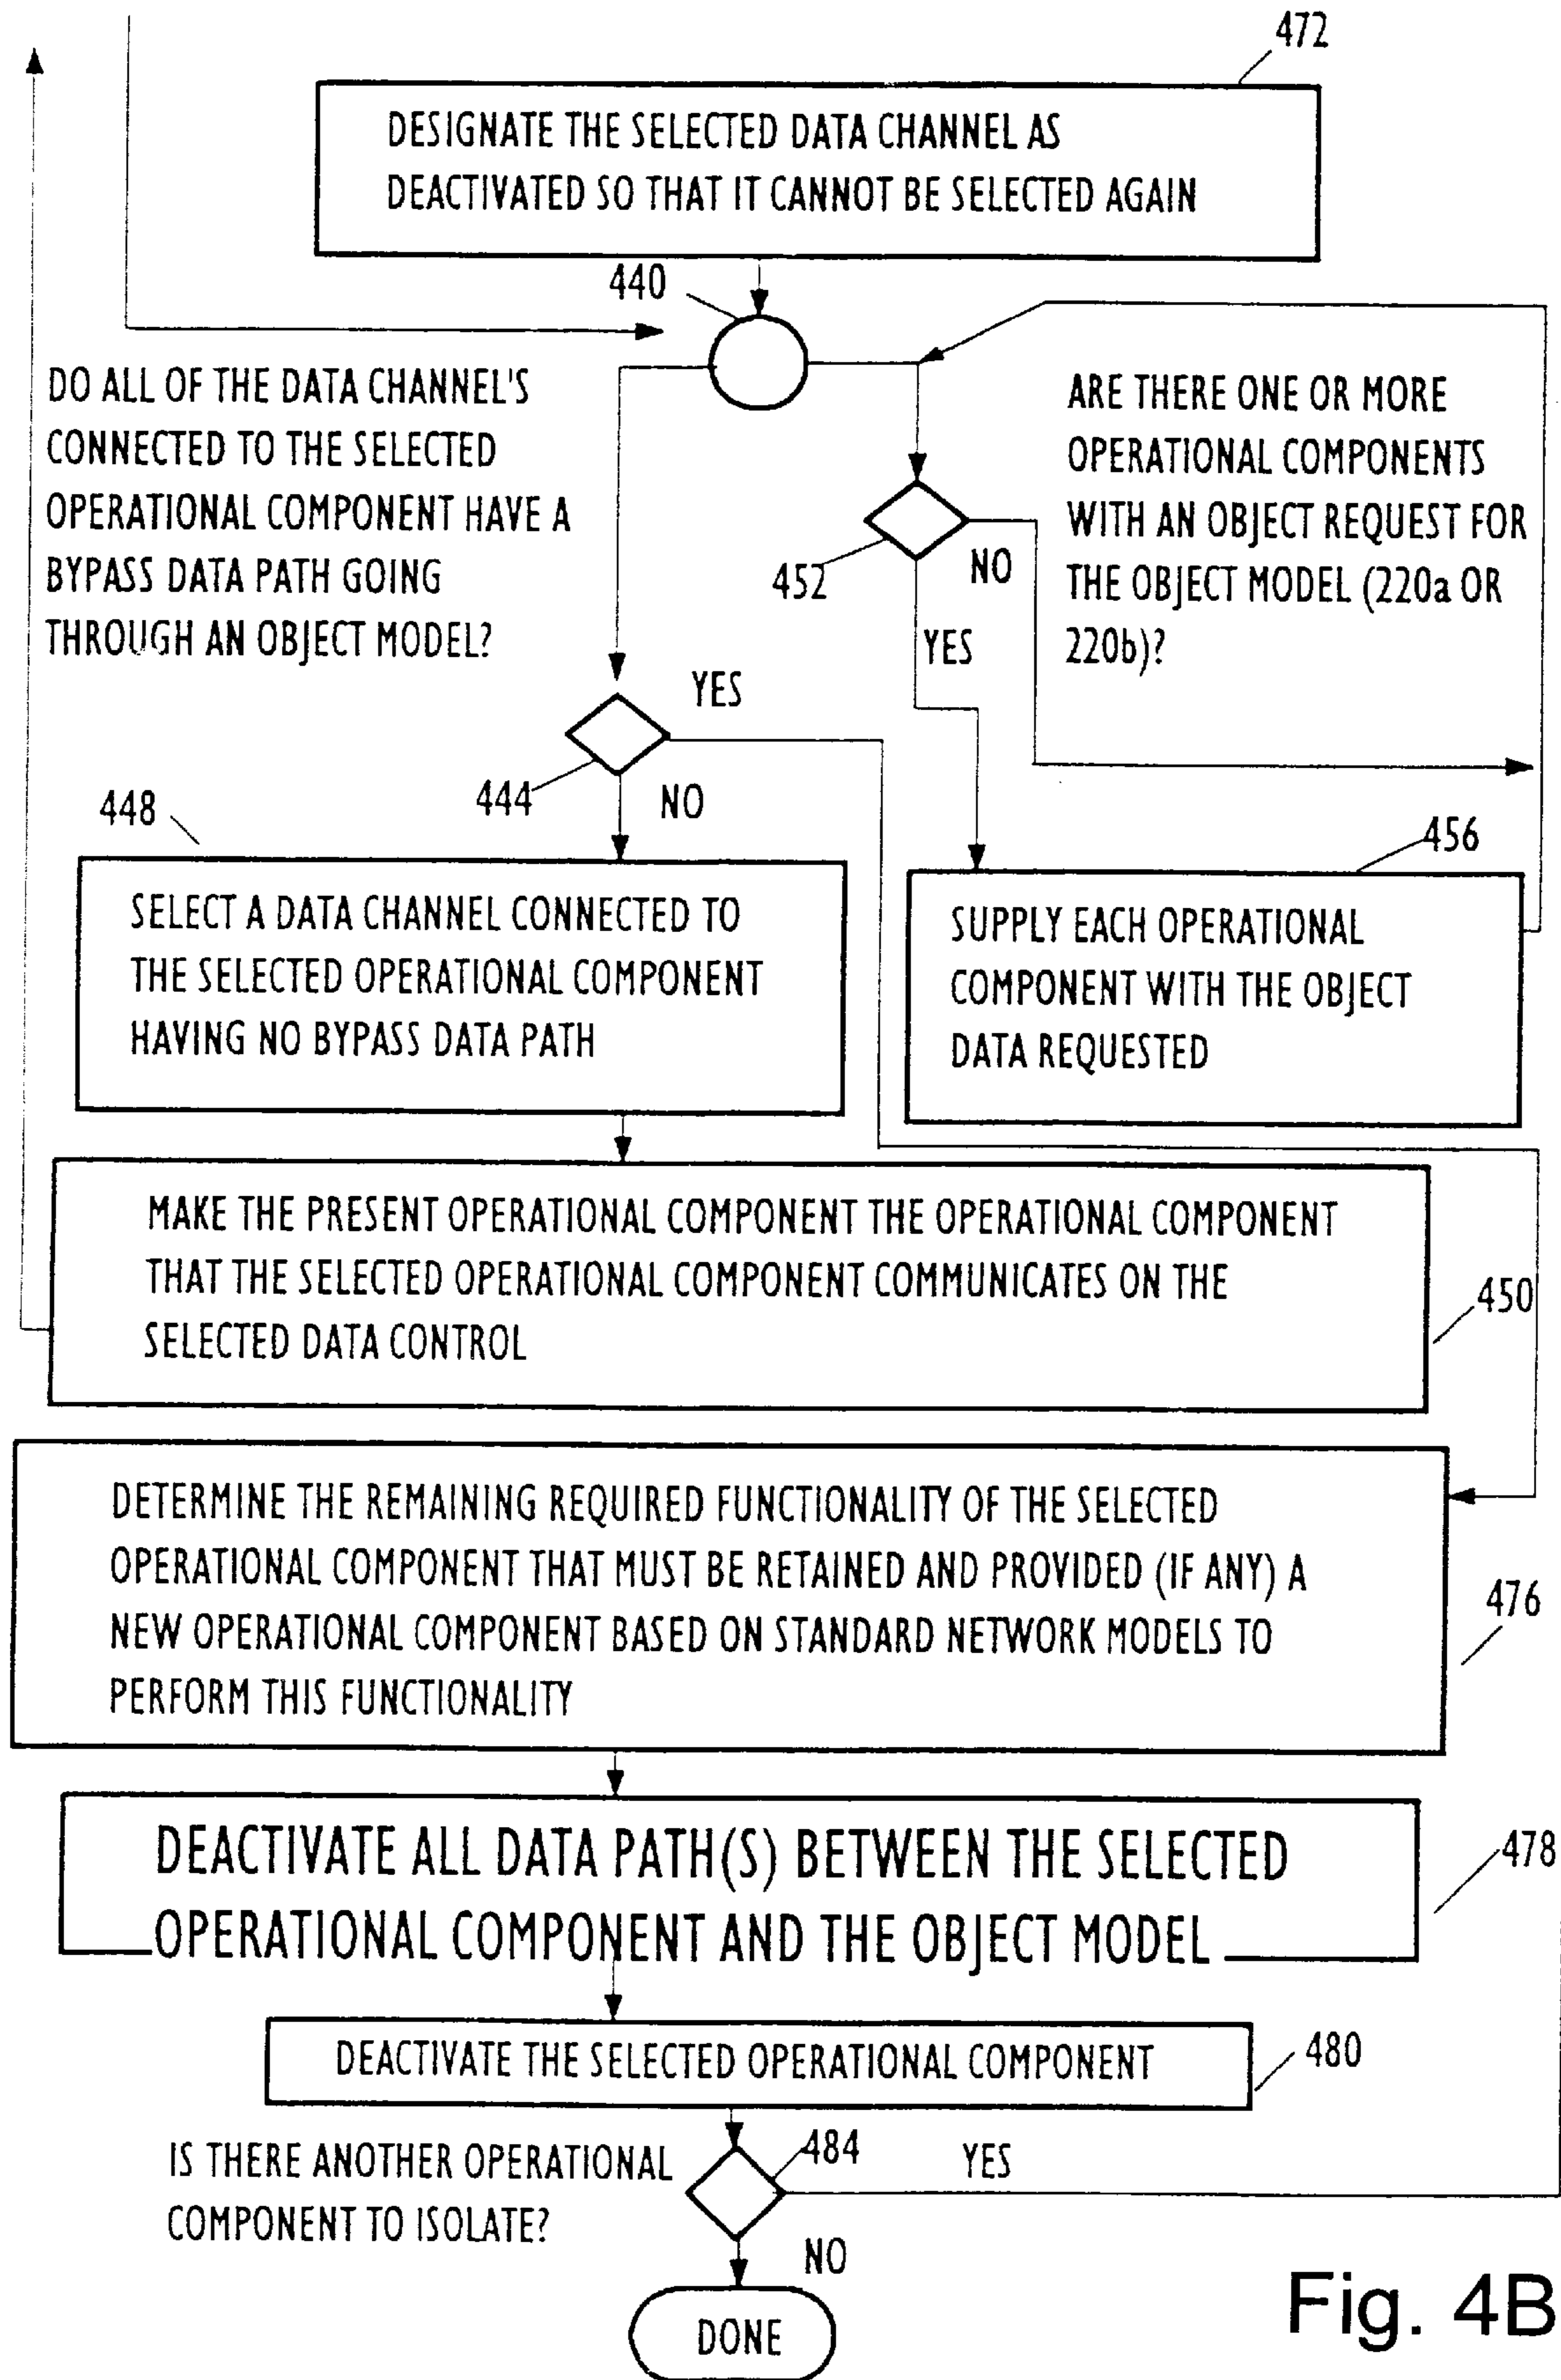 472
DESIGNATE THE SELECTED DATA CHANNEL AS
DEACTIVATED SO THAT IT CANNOT BE SELECTED AGAIN
440
DO ALL OF THE DATA CHANNEL'S
CONNECTED TO THE SELECTED
OPERATIONAL COMPONENT HAVE A
BYPASS DATA PATH GOING
THROUGH AN OBJECT MODEL?
ARE THERE ONE OR MORE
OPERATIONAL COMPONENTS
WITH AN OBJECT REQUEST FOR
THE OBJECT MODEL (220a OR
220b)?
452
NO
YES
YES
444
NO
448
456
SELECT A DATA CHANNEL CONNECTED TO
THE SELECTED OPERATIONAL COMPONENT
HAVING NO BYPASS DATA PATH
SUPPLY EACH OPERATIONAL
COMPONENT WITH THE OBJECT
DATA REQUESTED
MAKE THE PRESENT OPERATIONAL COMPONENT THE OPERATIONAL COMPONENT
THAT THE SELECTED OPERATIONAL COMPONENT COMMUNICATES ON THE
SELECTED DATA CONTROL
450
DETERMINE THE REMAINING REQUIRED FUNCTIONALITY OF THE SELECTED
OPERATIONAL COMPONENT THAT MUST BE RETAINED AND PROVIDED (IF ANY) A
NEW OPERATIONAL COMPONENT BASED ON STANDARD NETWORK MODELS TO
PERFORM THIS FUNCTIONALITY
476
DEACTIVATE ALL DATA PATH(S) BETWEEN THE SELECTED
OPERATIONAL COMPONENT AND THE OBJECT MODEL
478
DEACTIVATE THE SELECTED OPERATIONAL COMPONENT
480
IS THERE ANOTHER OPERATIONAL
COMPONENT TO ISOLATE?
484
YES
NO
DONE
Fig. 4B